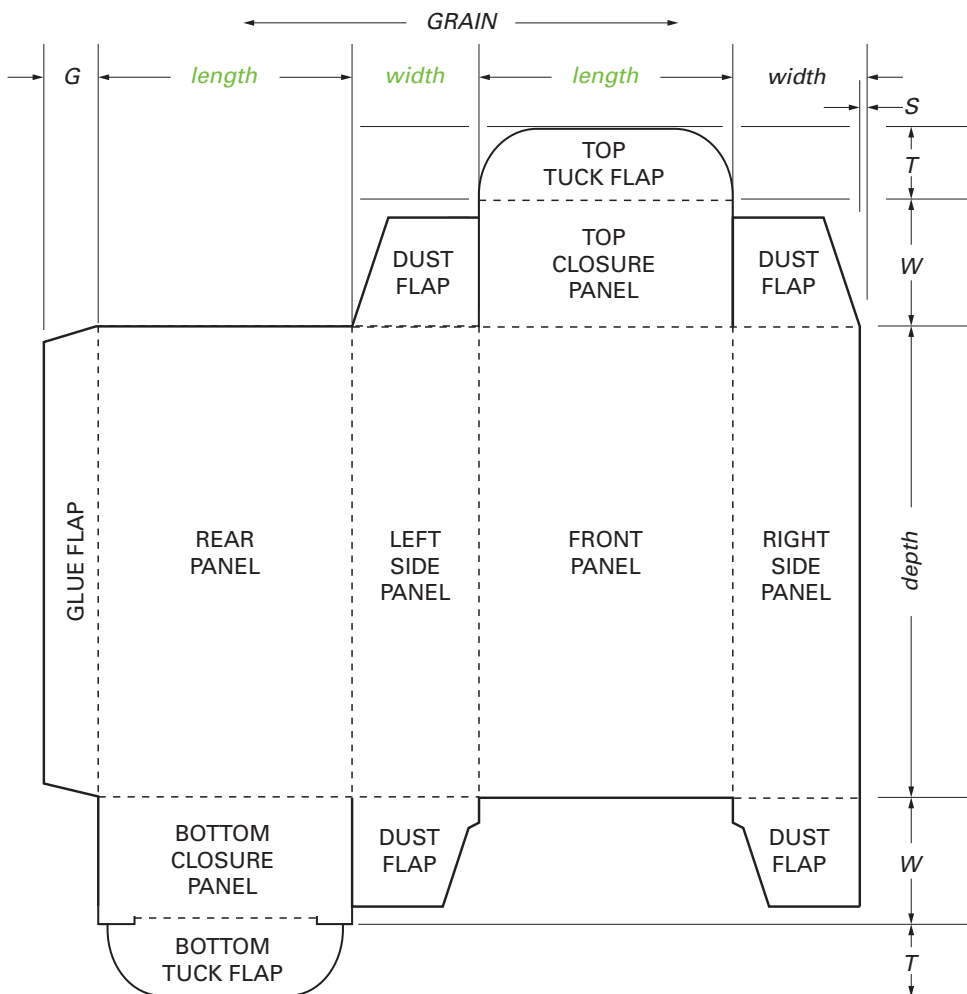 GRAIN
G length width length width
S
TOP
TUCK FLAP
T
DUST
FLAP
TOP
CLOSURE
PANEL
DUST
FLAP
W
GLUE FLAP
REAR
PANEL
LEFT
SIDE
PANEL
FRONT
PANEL
RIGHT
SIDE
PANEL
depth
BOTTOM
CLOSURE
PANEL
DUST
FLAP
DUST
FLAP
W
BOTTOM
TUCK FLAP
T